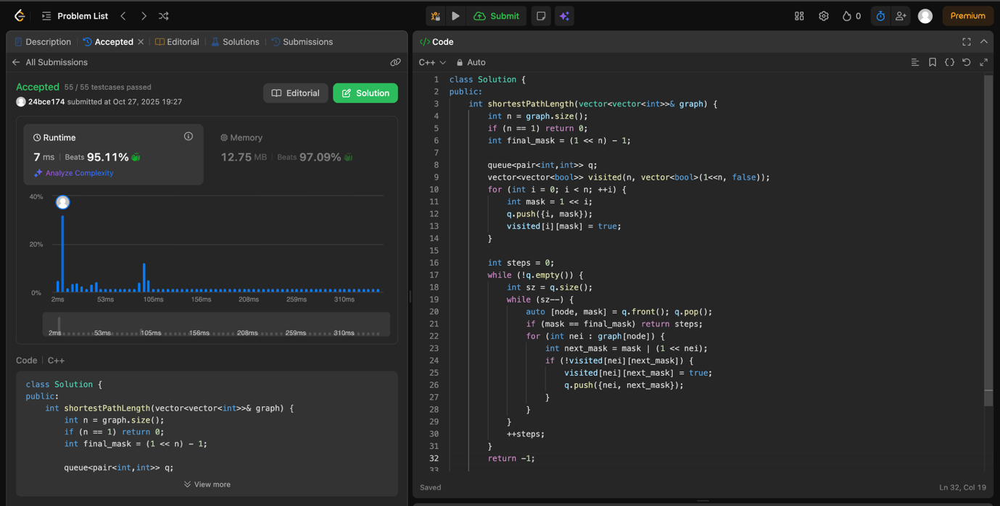 Problem List
Submit
0
Premium
Description
Accepted
Editorial
Solutions
Submissions
All Submissions
Accepted 55 / 55 testcases passed
24bce174 submitted at Oct 27, 2025 19:27
Editorial
Solution
Runtime
7 ms | Beats 95.11%
Analyze Complexity
Memory
12.75 MB | Beats 97.09%
40%
20%
0%
2ms 53ms 105ms 156ms 208ms 259ms 310ms
2ms 53ms 105ms 156ms 208ms 259ms 310ms
Code | C++
class Solution {
public:
    int shortestPathLength(vector<vector<int>>& graph) {
        int n = graph.size();
        if (n == 1) return 0;
        int final_mask = (1 << n) - 1;
        queue<pair<int,int>> q;
View more
</> Code
C++
Auto
1 class Solution {
2 public:
3     int shortestPathLength(vector<vector<int>>& graph) {
4         int n = graph.size();
5         if (n == 1) return 0;
6         int final_mask = (1 << n) - 1;
7
8         queue<pair<int,int>> q;
9         vector<vector<bool>> visited(n, vector<bool>(1<<n, false));
10         for (int i = 0; i < n; ++i) {
11             int mask = 1 << i;
12             q.push({i, mask});
13             visited[i][mask] = true;
14         }
15
16         int steps = 0;
17         while (!q.empty()) {
18             int sz = q.size();
19             while (sz--) {
20                 auto [node, mask] = q.front(); q.pop();
21                 if (mask == final_mask) return steps;
22                 for (int nei : graph[node]) {
23                     int next_mask = mask | (1 << nei);
24                     if (!visited[nei][next_mask]) {
25                         visited[nei][next_mask] = true;
26                         q.push({nei, next_mask});
27                     }
28                 }
29             }
30             ++steps;
31         }
32         return -1;
33
Saved
Ln 32, Col 19